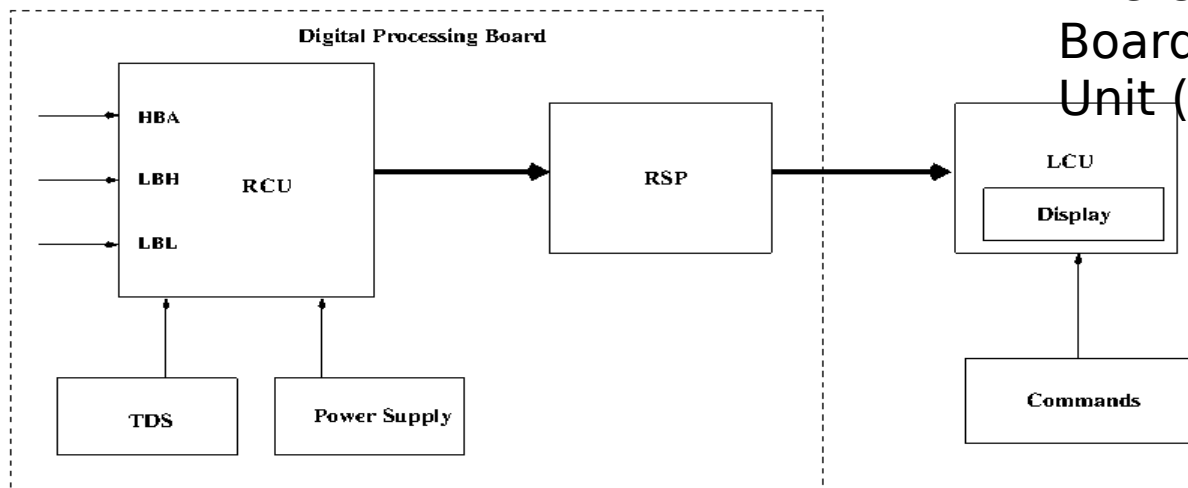 Digital Processing Board
Board
Unit (
HBA
LBH
RCU
LBL
RSP
LCU
Display
TDS
Power Supply
Commands